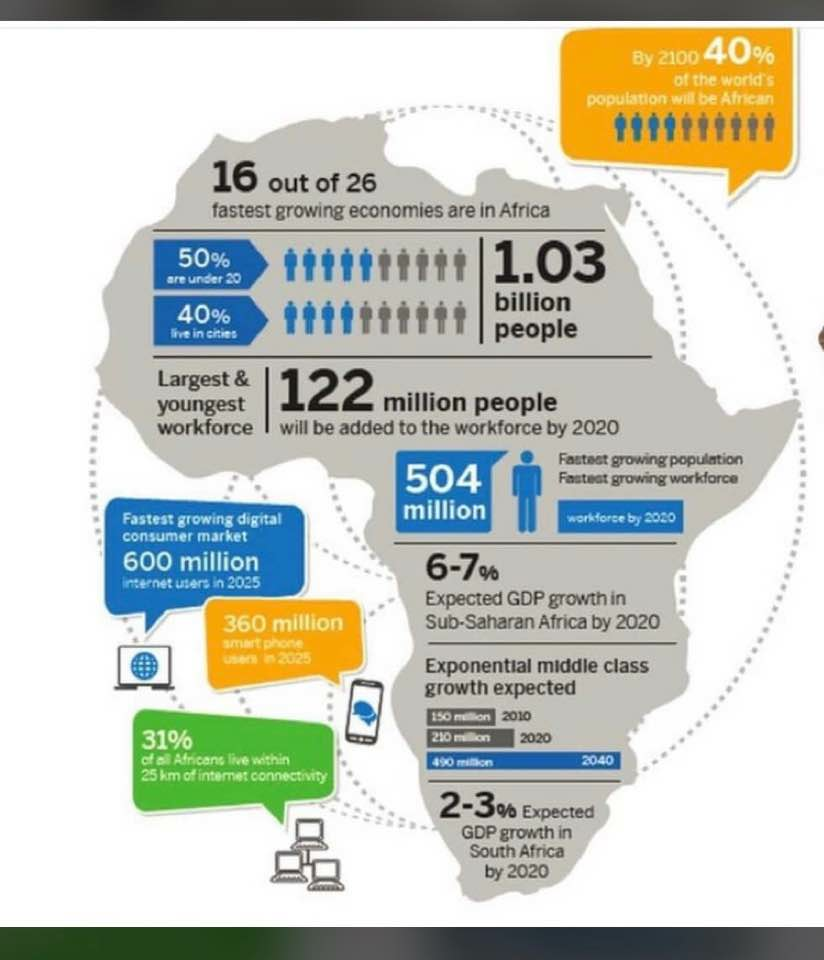 By 2100 40%
of the world's
population will be African
16 out of 26
fastest growing economies are in Africa
50%
are under 20
40%
live in cities
1.03
billion
people
Largest &
youngest
workforce
122 million people
will be added to the workforce by 2020
504
million
Fastest growing population
Fastest growing workforce
workforce by 2020
Fastest growing digital
consumer market
600 million
internet users in 2025
360 million
smart phone
users in 2025
31%
of all Africans live within
25 km of internet connectivity
6-7%
Expected GDP growth in
Sub-Saharan Africa by 2020
Exponential middle class
growth expected
150 million 2010
210 million 2020
490 million 2040
2-3% Expected
GDP growth in
South Africa
by 2020